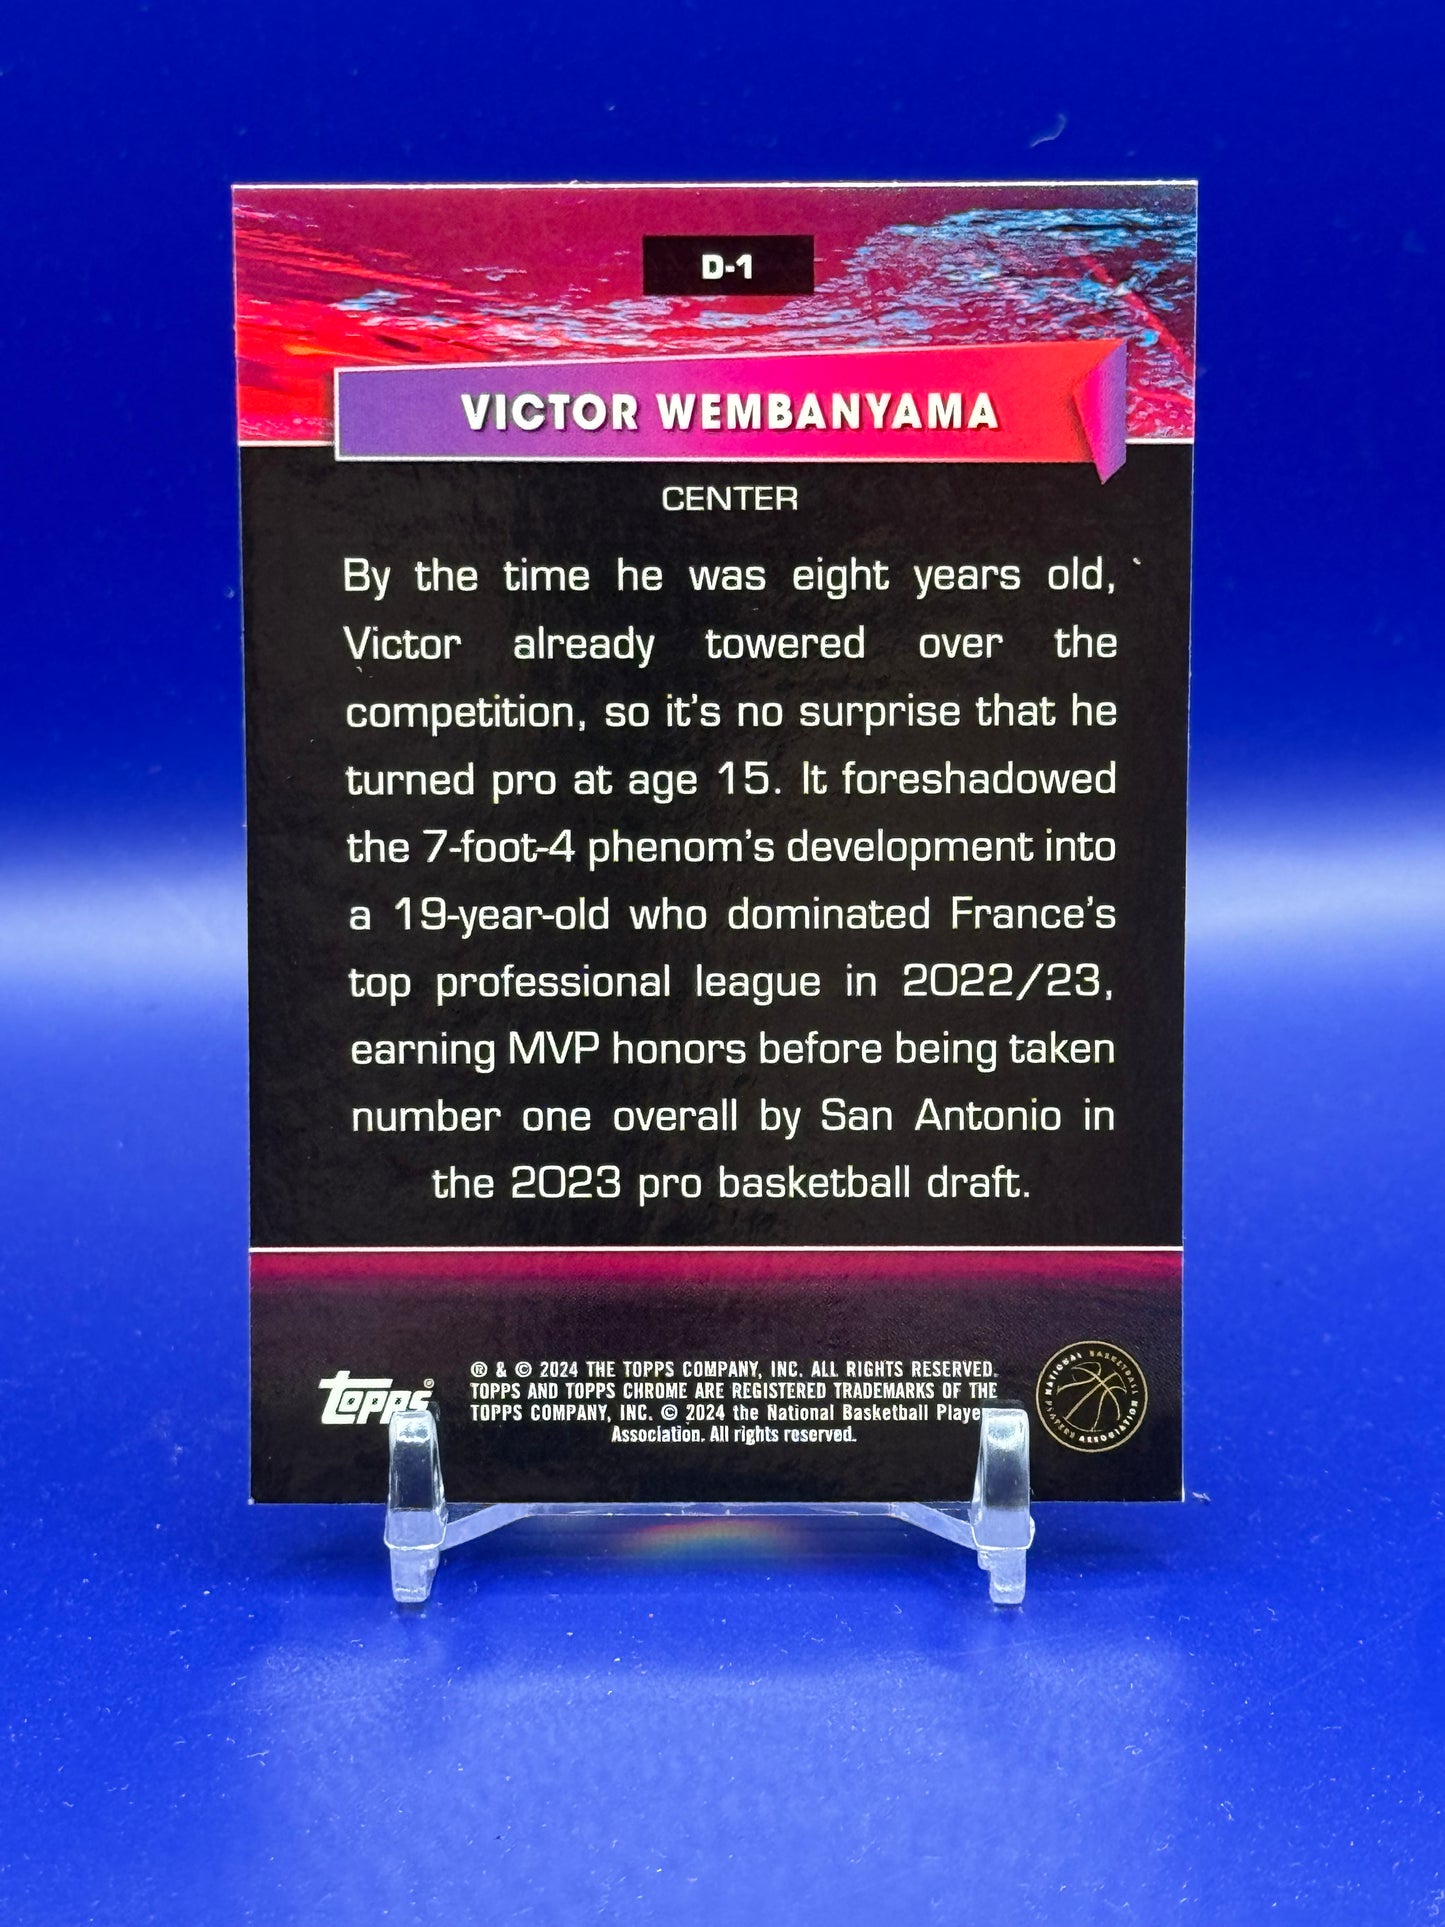 D-1
VICTOR WEMBANYAMA
CENTER
By the time he was eight years old,
Victor already towered over the
competition, so it's no surprise that he
turned pro at age 15. It foreshadowed
the 7-foot-4 phenom's development into
a 19-year-old who dominated France's
top professional league in 2022/23,
earning MVP honors before being taken
number one overall by San Antonio in
the 2023 pro basketball draft.
Topps®
® & © 2024 THE TOPPS COMPANY, INC. ALL RIGHTS RESERVED.
TOPPS AND TOPPS CHROME ARE REGISTERED TRADEMARKS OF THE
TOPPS COMPANY, INC. © 2024 the National Basketball Playe
Association. All rights reserved.
NATIONAL BASKETBALL
PLAYERS ASSOCIATION